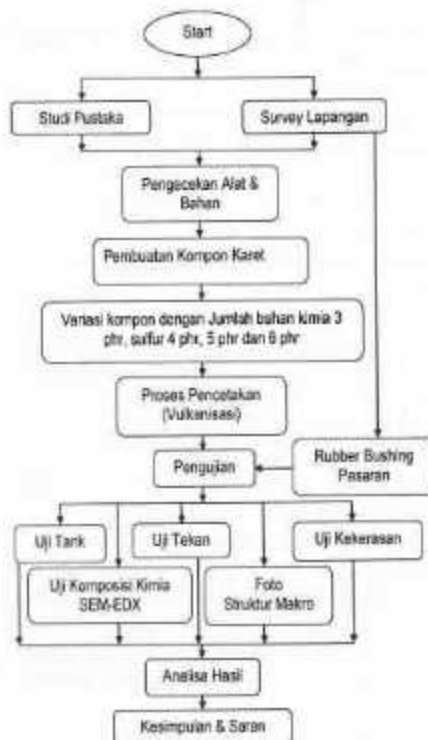 Start
Studi Pustaka
Survey Lapangan
Pengecekan Alat &
Bahan
Pembuatan Kompon Karet
Variasi kompon dengan Jumlah bahan kimia 3
phr, sulfur 4 phr, 5 phr dan 6 phr
Proses Pencetakan
(Vulkanisasi)
Pengujian
Rubber Bushing
Pasaran
Uji Tarik
Uji Tekan
Uji Kekerasan
Uji Komposisi Kimia
SEM-EDX
Foto
Struktur Makro
Analisa Hasil
Kesimpulan & Saran